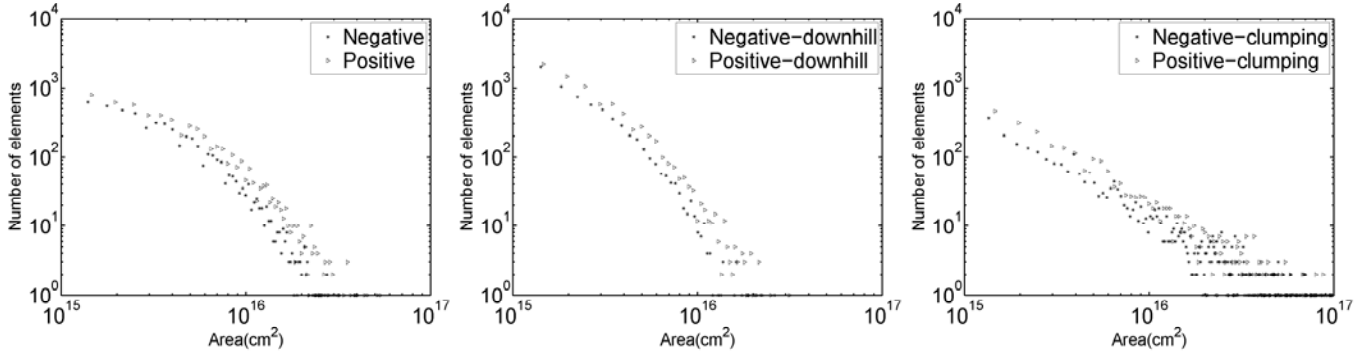 10^4
10^3
10^2
10^1
10^0
Number of elements
Negative
Positive
10^15
10^16
10^17
Area(cm^2)
10^4
10^3
10^2
10^1
10^0
Number of elements
Negative-downhill
Positive-downhill
10^15
10^16
10^17
Area(cm^2)
10^4
10^3
10^2
10^1
10^0
Number of elements
Negative-clumping
Positive-clumping
10^15
10^16
10^17
Area(cm^2)